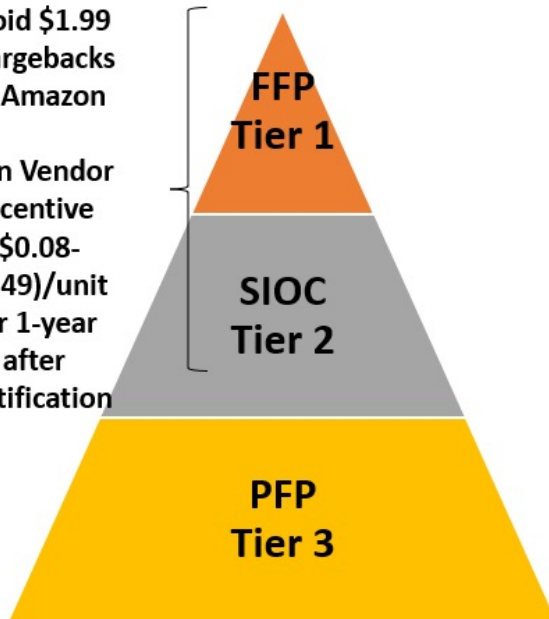 oid $1.99
argebacks
Amazon
n Vendor
centive
$0.08-
49)/unit
r 1-year
after
tification
FFP
Tier 1
SIOC
Tier 2
PFP
Tier 3